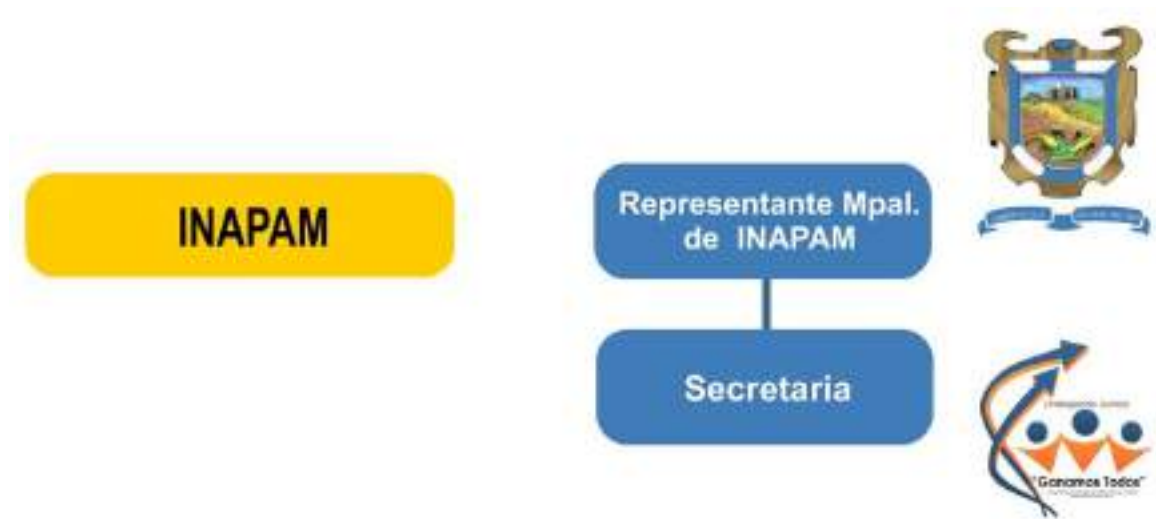 INAPAM
Representante Mpal.
de INAPAM
Secretaria
"Ganamos Todos"